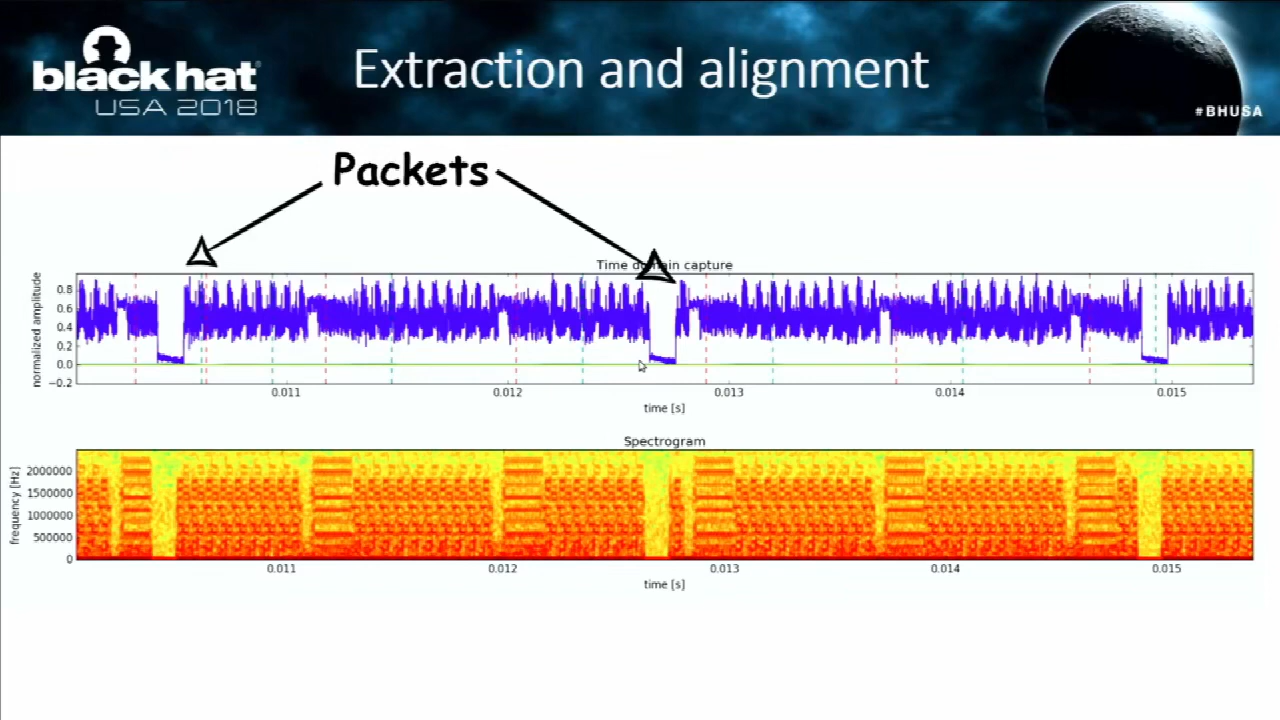 black hat
USA 2018
Extraction and alignment
#BHUSA
Packets
Time domain capture
normalized amplitude
0.8
0.6
0.4
0.2
0.0
−0.2
0.011
0.012
0.013
0.014
0.015
time [s]
Spectrogram
frequency [Hz]
2000000
1500000
1000000
500000
0
0.011
0.012
0.013
0.014
0.015
time [s]